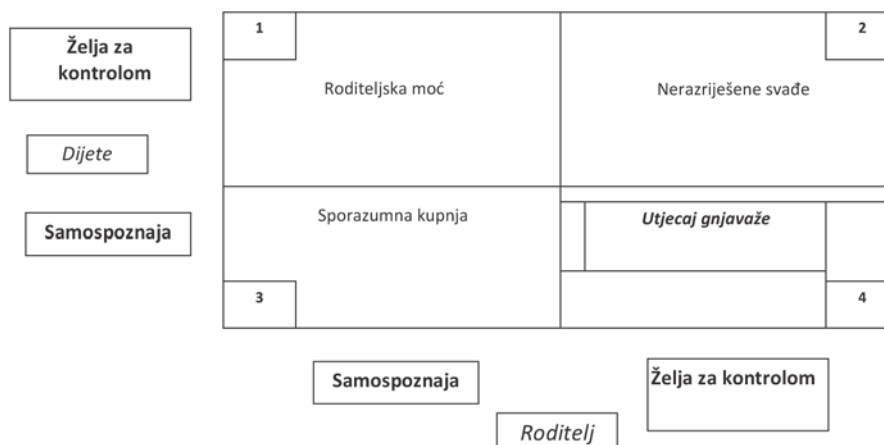 1
2
Želja za
kontrolom
Roditeljska moć
Nerazriješene svađe
Dijete
Samospoznaja
Sporazumna kupnja
Utjecaj gnjavaže
3
4
Samospoznaja
Želja za kontrolom
Roditelj